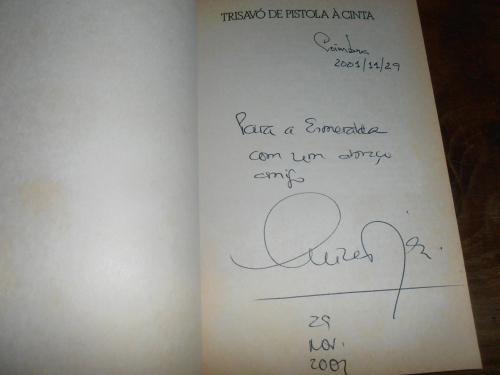 TRISAVÓ DE PISTOLA À CINTA
Coimbra
2001/11/29
Para a Esmeralda
com um abraço
amigo
29
Nov.
2001